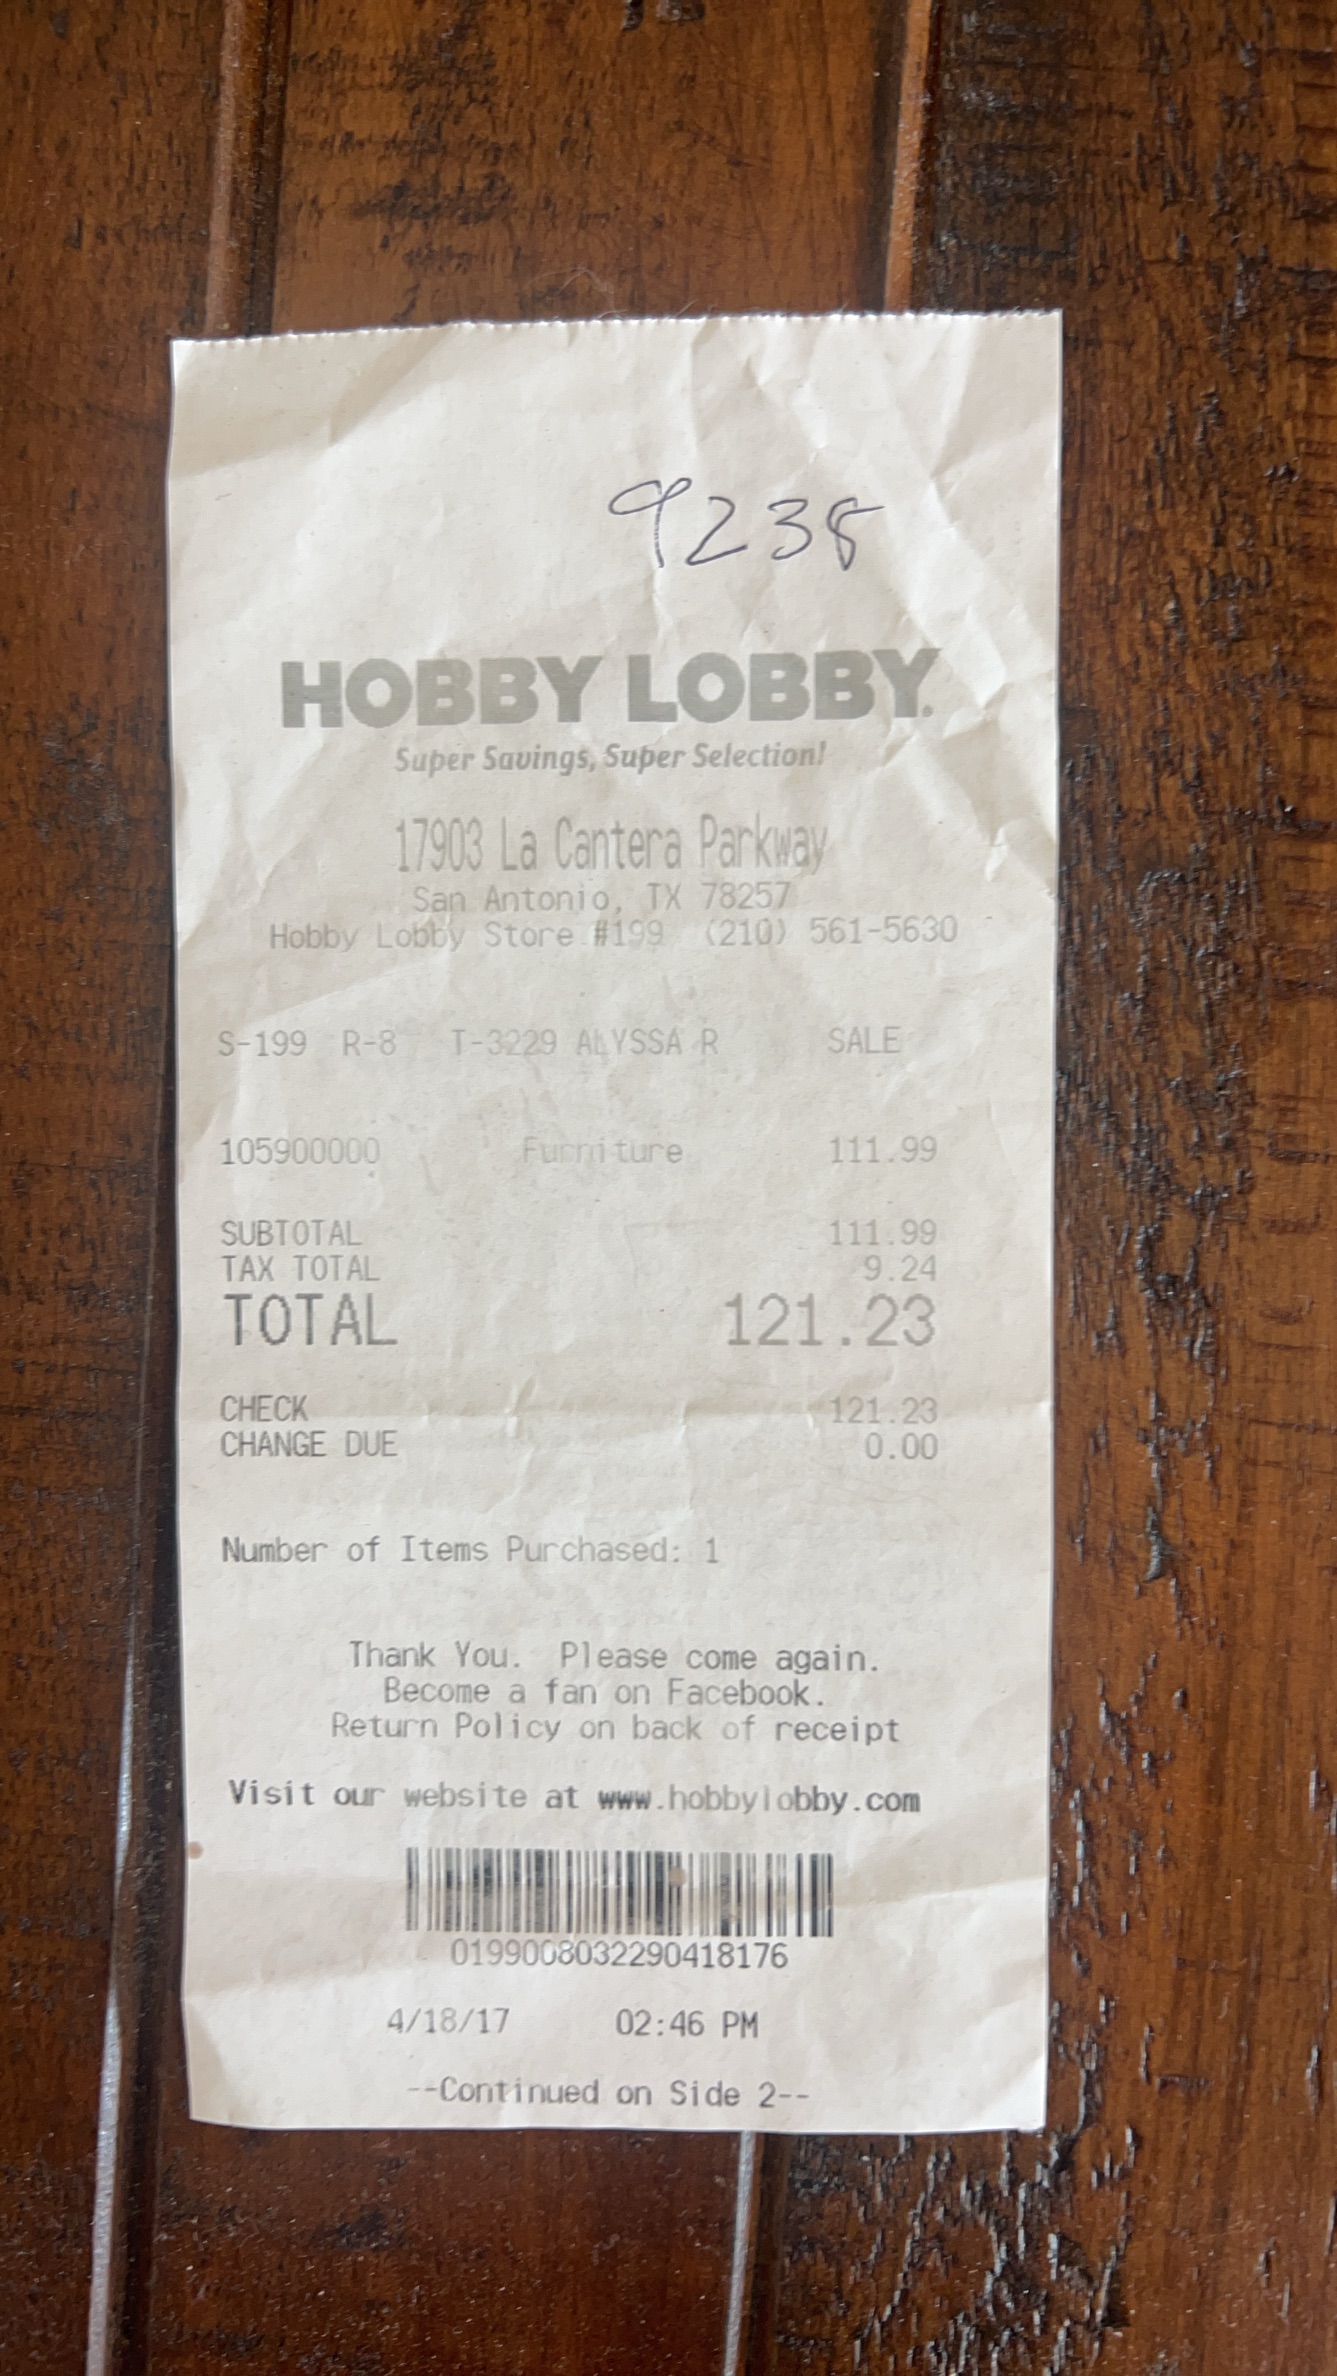 9238
HOBBY LOBBY.
Super Savings, Super Selection!
17903 La Cantera Parkway
San Antonio, TX 78257
Hobby Lobby Store #199 (210) 561-5630
S-199 R-8 T-3229 ALYSSA R SALE
105900000 Furniture 111.99
SUBTOTAL 111.99
TAX TOTAL 9.24
TOTAL 121.23
CHECK 121.23
CHANGE DUE 0.00
Number of Items Purchased: 1
Thank You. Please come again.
Become a fan on Facebook.
Return Policy on back of receipt
Visit our website at www.hobbylobby.com
0199008032290418176
4/18/17 02:46 PM
--Continued on Side 2--